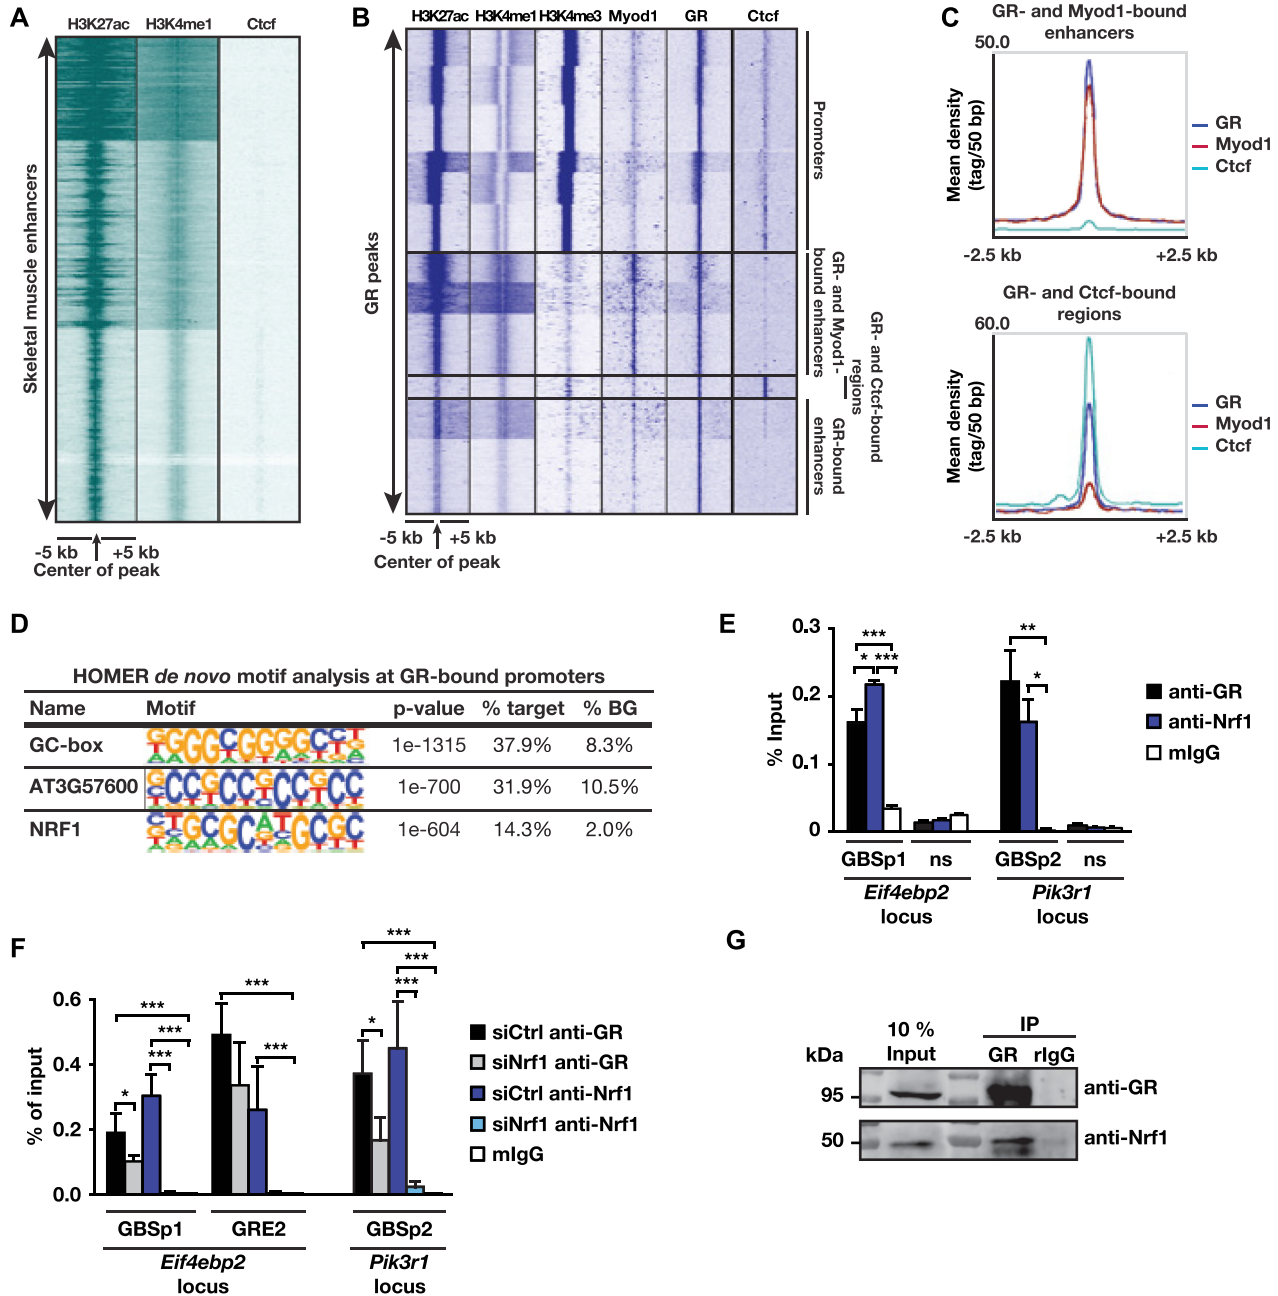 A
H3K27ac H3K4me1 Ctcf
Skeletal muscle enhancers
-5 kb +5 kb
Center of peak
B
H3K27ac H3K4me1 H3K4me3 Myod1 GR Ctcf
GR peaks
Promoters
GR- and Myod1-
bound enhancers
GR- and Ctcf-bound
regions
GR-bound
enhancers
-5 kb +5 kb
Center of peak
C
GR- and Myod1-bound
enhancers
50.0
Mean density
(tag/50 bp)
GR
Myod1
Ctcf
-2.5 kb +2.5 kb
GR- and Ctcf-bound
regions
60.0
Mean density
(tag/50 bp)
GR
Myod1
Ctcf
-2.5 kb +2.5 kb
D
HOMER de novo motif analysis at GR-bound promoters
Name Motif p-value % target % BG
GC-box 1e-1315 37.9% 8.3%
AT3G57600 1e-700 31.9% 10.5%
NRF1 1e-604 14.3% 2.0%
E
% Input
0.3
0.2
0.1
0
*** * *** ** *
anti-GR
anti-Nrf1
mIgG
GBSp1 ns GBSp2 ns
Eif4ebp2 Pik3r1
locus locus
F
% of input
0.6
0.4
0.2
0.0
*** *** *** *
*** ***
*** *** *** *
siCtrl anti-GR
siNrf1 anti-GR
siCtrl anti-Nrf1
siNrf1 anti-Nrf1
mIgG
GBSp1 GRE2 GBSp2
Eif4ebp2 Pik3r1
locus locus
G
10 % IP
kDa Input GR rIgG
95 anti-GR
50 anti-Nrf1